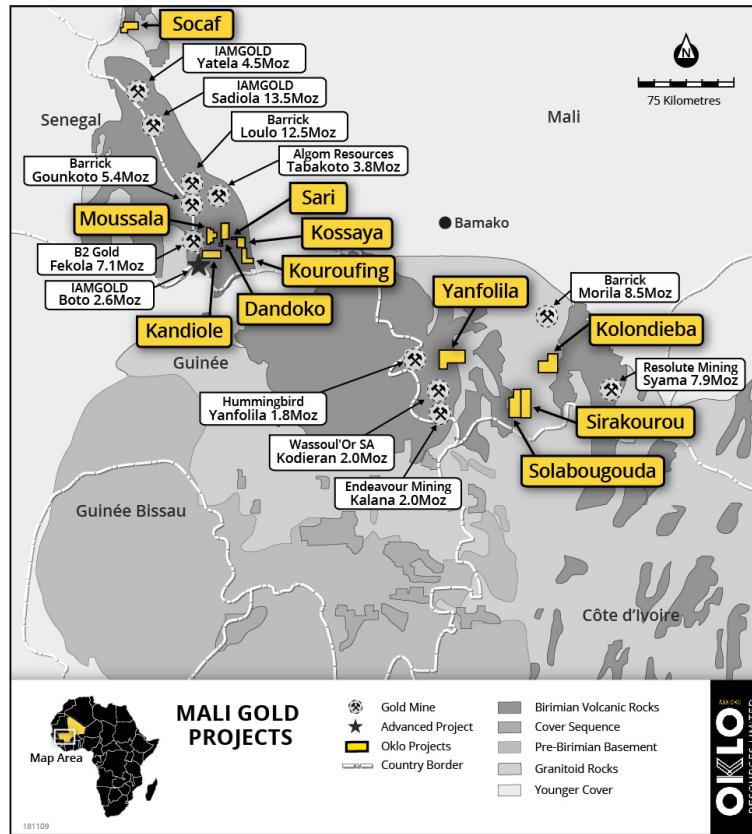 Socaf
IAMGOLD
Yatela 4.5Moz
IAMGOLD
Sadiola 13.5Moz
N
75 Kilometres
Senegal
Mali
Barrick
Loulo 12.5Moz
Algom Resources
Tabakoto 3.8Moz
Barrick
Gounkoto 5.4Moz
Sari
Moussala
Kossaya
Bamako
B2 Gold
Fekola 7.1Moz
Kouroufing
IAMGOLD
Boto 2.6Moz
Dandoko
Yanfolila
Barrick
Morila 8.5Moz
Kandiole
Kolondieba
Guinée
Resolute Mining
Syama 7.9Moz
Hummingbird
Yanfolila 1.8Moz
Sirakourou
Wassoul'Or SA
Kodieran 2.0Moz
Solabougouda
Endeavour Mining
Kalana 2.0Moz
Guinée Bissau
Côte d'Ivoire
Map Area
MALI GOLD
PROJECTS
Gold Mine
Advanced Project
Oklo Projects
Country Border
Birimian Volcanic Rocks
Cover Sequence
Pre-Birimian Basement
Granitoid Rocks
Younger Cover
ASX:OKU
OKLO
RESOURCES LIMITED
181109